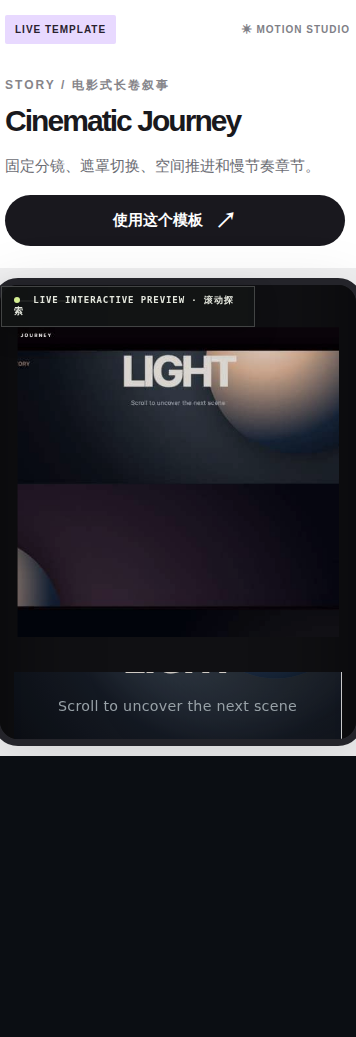 LIVE TEMPLATE
✷ MOTION STUDIO
STORY / 电影式长卷叙事
Cinematic Journey
固定分镜、遮罩切换、空间推进和慢节奏章节。
使用这个模板 ↗
LIVE INTERACTIVE PREVIEW · 滚动探
索
JOURNEY
ORY
LIGHT
Scroll to uncover the next scene
LIGHT
Scroll to uncover the next scene